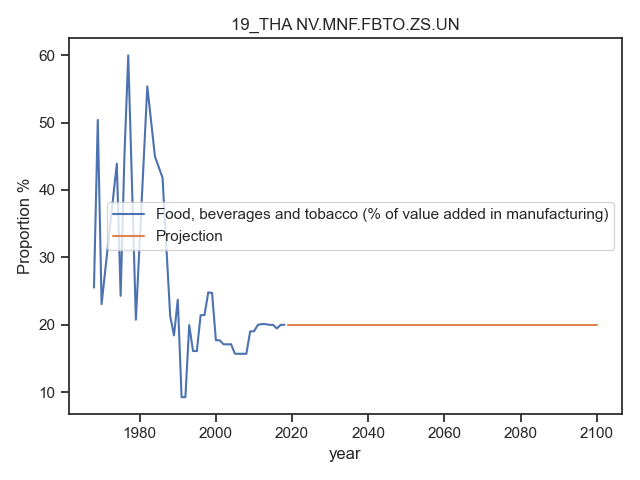 19_THA NV.MNF.FBTO.ZS.UN
60
50
40
30
20
10
Proportion %
Food, beverages and tobacco (% of value added in manufacturing)
Projection
1980
2000
2020
2040
2060
2080
2100
year